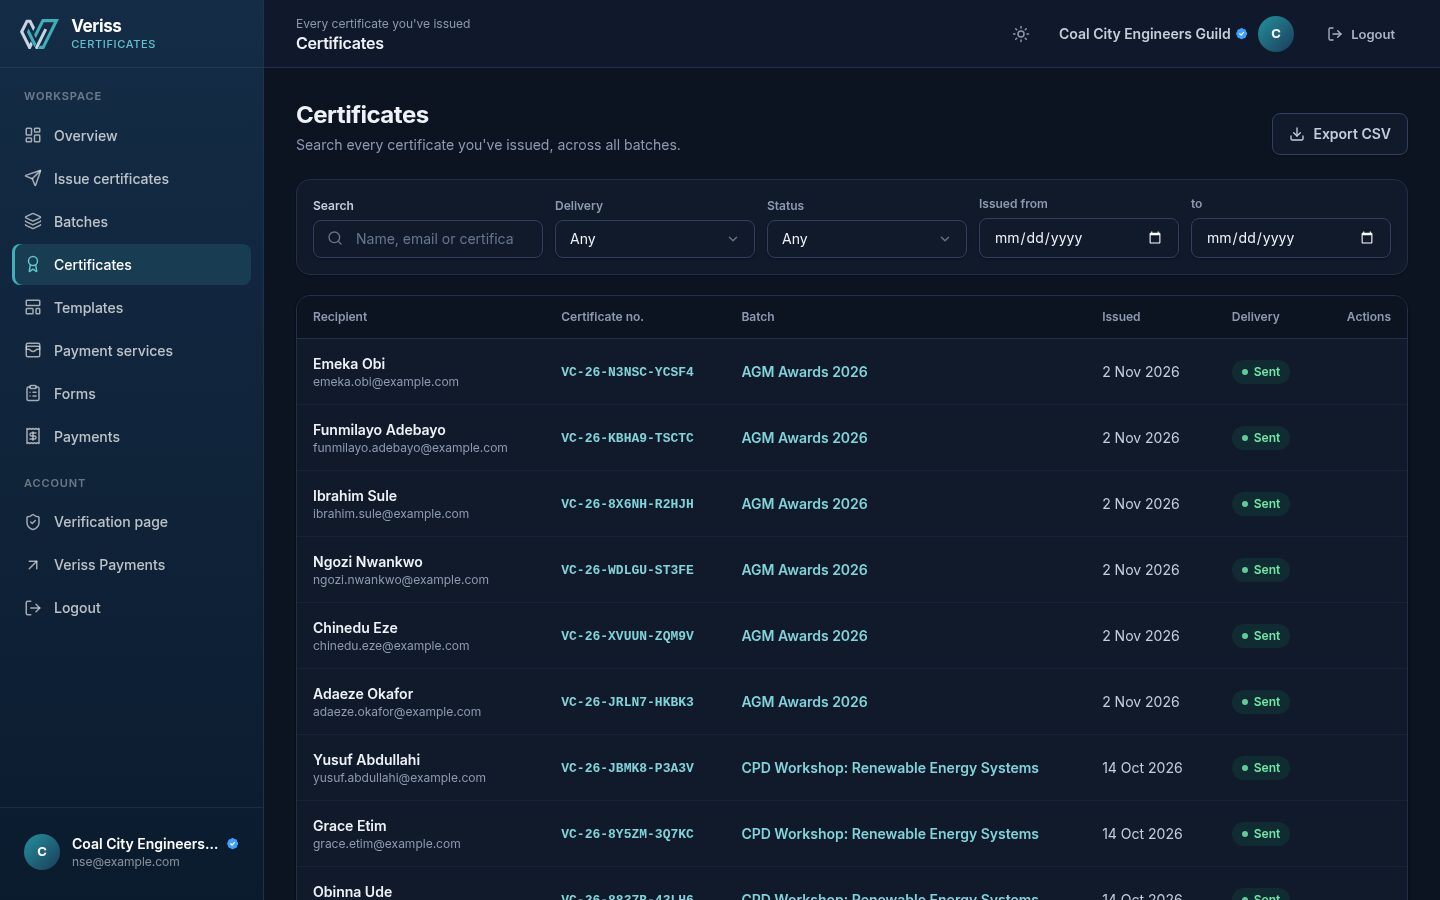 Veriss
CERTIFICATES
WORKSPACE
Overview
Issue certificates
Batches
Certificates
Templates
Payment services
Forms
Payments
ACCOUNT
Verification page
Veriss Payments
Logout
C
Coal City Engineers...
nse@example.com
Every certificate you've issued
Certificates
Coal City Engineers Guild
C
Logout
Certificates
Search every certificate you've issued, across all batches.
Export CSV
Search Delivery Status Issued from to
Name, email or certifica Any Any mm/dd/yyyy mm/dd/yyyy
Recipient Certificate no. Batch Issued Delivery Actions
Emeka Obi
emeka.obi@example.com
VC-26-N3NSC-YCSF4 AGM Awards 2026 2 Nov 2026 Sent
Funmilayo Adebayo
funmilayo.adebayo@example.com
VC-26-KBHA9-TSCTC AGM Awards 2026 2 Nov 2026 Sent
Ibrahim Sule
ibrahim.sule@example.com
VC-26-8X6NH-R2HJH AGM Awards 2026 2 Nov 2026 Sent
Ngozi Nwankwo
ngozi.nwankwo@example.com
VC-26-WDLGU-ST3FE AGM Awards 2026 2 Nov 2026 Sent
Chinedu Eze
chinedu.eze@example.com
VC-26-XVUUN-ZQM9V AGM Awards 2026 2 Nov 2026 Sent
Adaeze Okafor
adaeze.okafor@example.com
VC-26-JRLN7-HKBK3 AGM Awards 2026 2 Nov 2026 Sent
Yusuf Abdullahi
yusuf.abdullahi@example.com
VC-26-JBMK8-P3A3V CPD Workshop: Renewable Energy Systems 14 Oct 2026 Sent
Grace Etim
grace.etim@example.com
VC-26-8Y5ZM-3Q7KC CPD Workshop: Renewable Energy Systems 14 Oct 2026 Sent
Obinna Ude
CPD Workshop: Renewable Energy Systems 14 Oct 2026 Sent